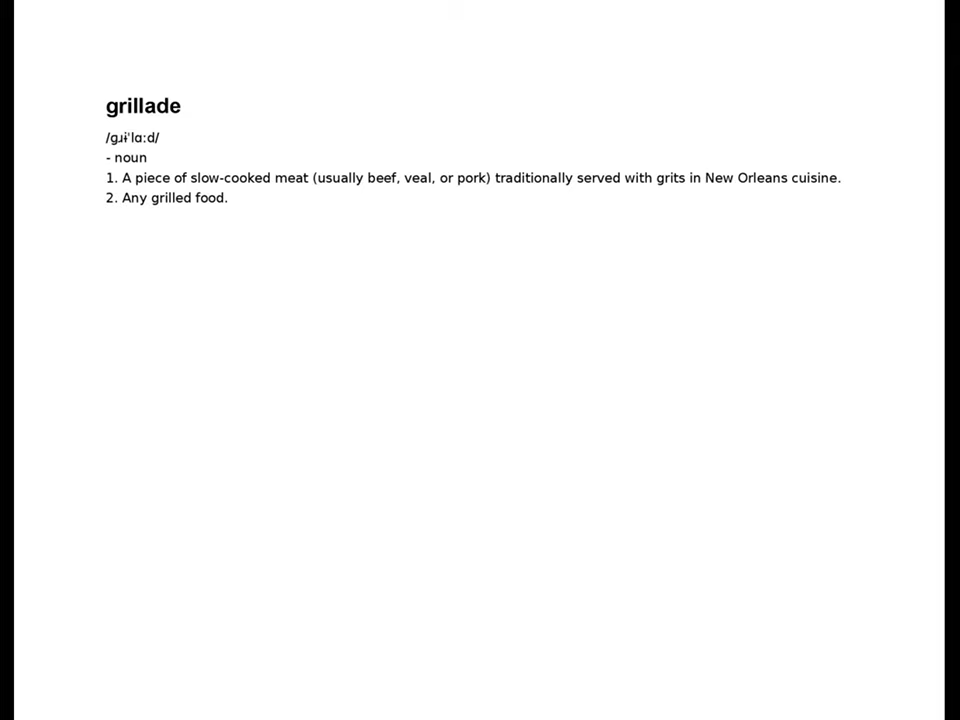 grillade
/ɡɹɨˈlɑːd/
- noun
1. A piece of slow-cooked meat (usually beef, veal, or pork) traditionally served with grits in New Orleans cuisine.
2. Any grilled food.